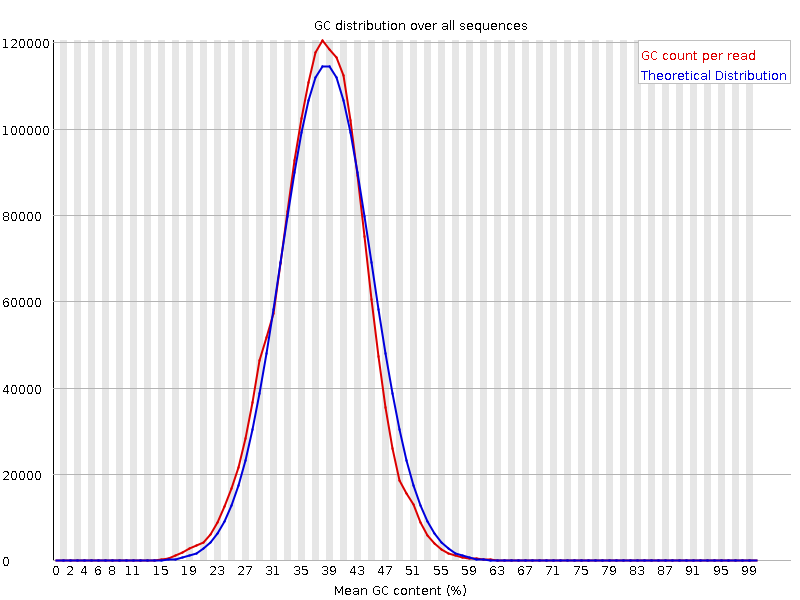 GC distribution over all sequences
GC count per read
Theoretical Distribution
120000
100000
80000
60000
40000
20000
0
0 2 4 6 8 11 15 19 23 27 31 35 39 43 47 51 55 59 63 67 71 75 79 83 87 91 95 99
Mean GC content (%)